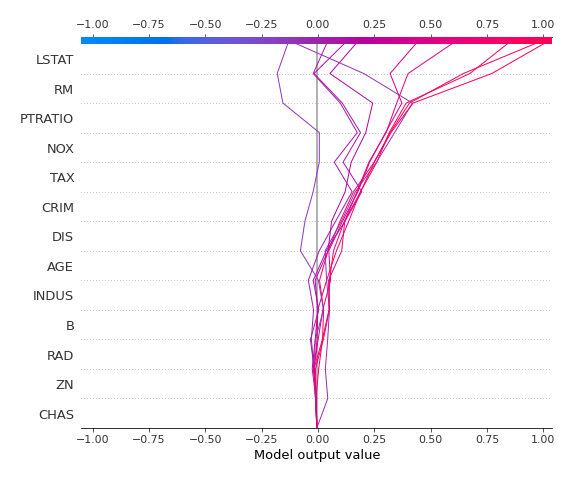 −1.00 −0.75 −0.50 −0.25 0.00 0.25 0.50 0.75 1.00
LSTAT
RM
PTRATIO
NOX
TAX
CRIM
DIS
AGE
INDUS
B
RAD
ZN
CHAS
−1.00 −0.75 −0.50 −0.25 0.00 0.25 0.50 0.75 1.00
Model output value